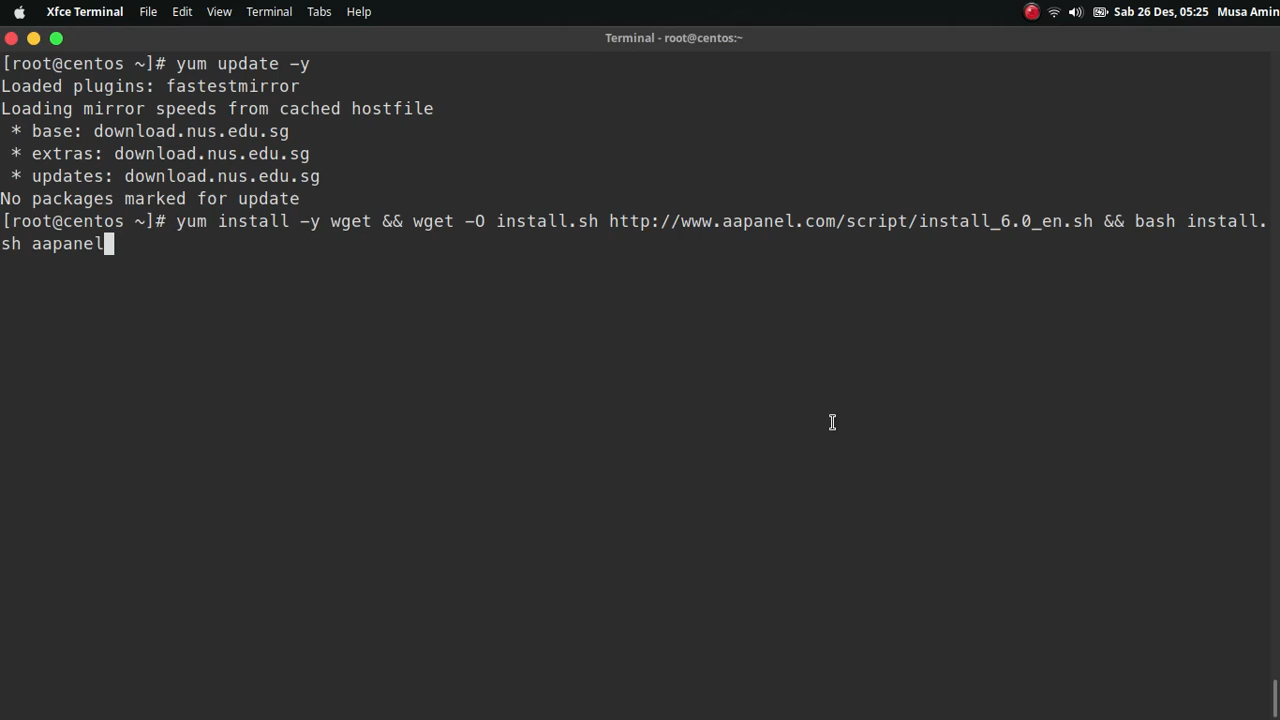 Xfce Terminal File Edit View Terminal Tabs Help Sab 26 Des, 05:25 Musa Amin
Terminal - root@centos:~
[root@centos ~]# yum update -y
Loaded plugins: fastestmirror
Loading mirror speeds from cached hostfile
 * base: download.nus.edu.sg
 * extras: download.nus.edu.sg
 * updates: download.nus.edu.sg
No packages marked for update
[root@centos ~]# yum install -y wget && wget -O install.sh http://www.aapanel.com/script/install_6.0_en.sh && bash install.
sh aapanel